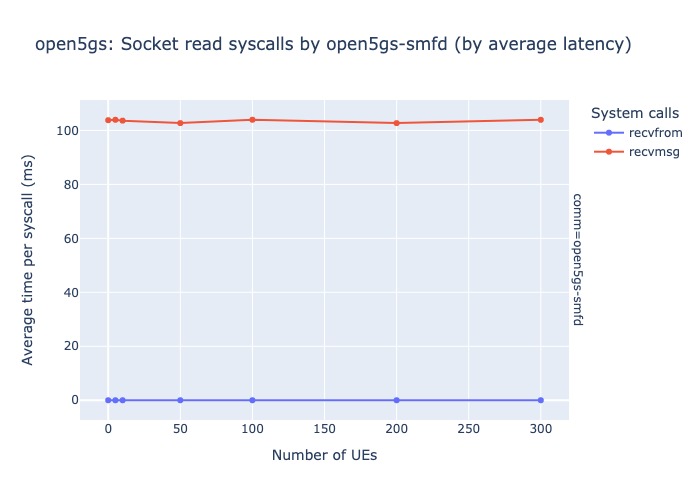 open5gs: Socket read syscalls by open5gs-smfd (by average latency)
System calls
recvfrom
recvmsg
Average time per syscall (ms)
100
80
60
40
20
0
comm=open5gs-smfd
0 50 100 150 200 250 300
Number of UEs